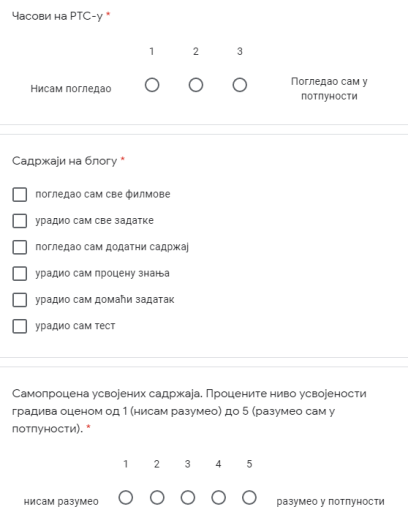 Часови на РТС-у *
1 2 3
Нисам погледао
Погледао сам у
потпуности
Садржаји на блогу *
погледао сам све филмове
урадио сам све задатке
погледао сам додатни садржај
урадио сам процену знања
урадио сам домаћи задатак
урадио сам тест
Самопроцена усвојених садржаја. Процените ниво усвојености
градива оценом од 1 (нисам разумео) до 5 (разумео сам у
потпуности). *
1 2 3 4 5
нисам разумео
разумео у потпуности